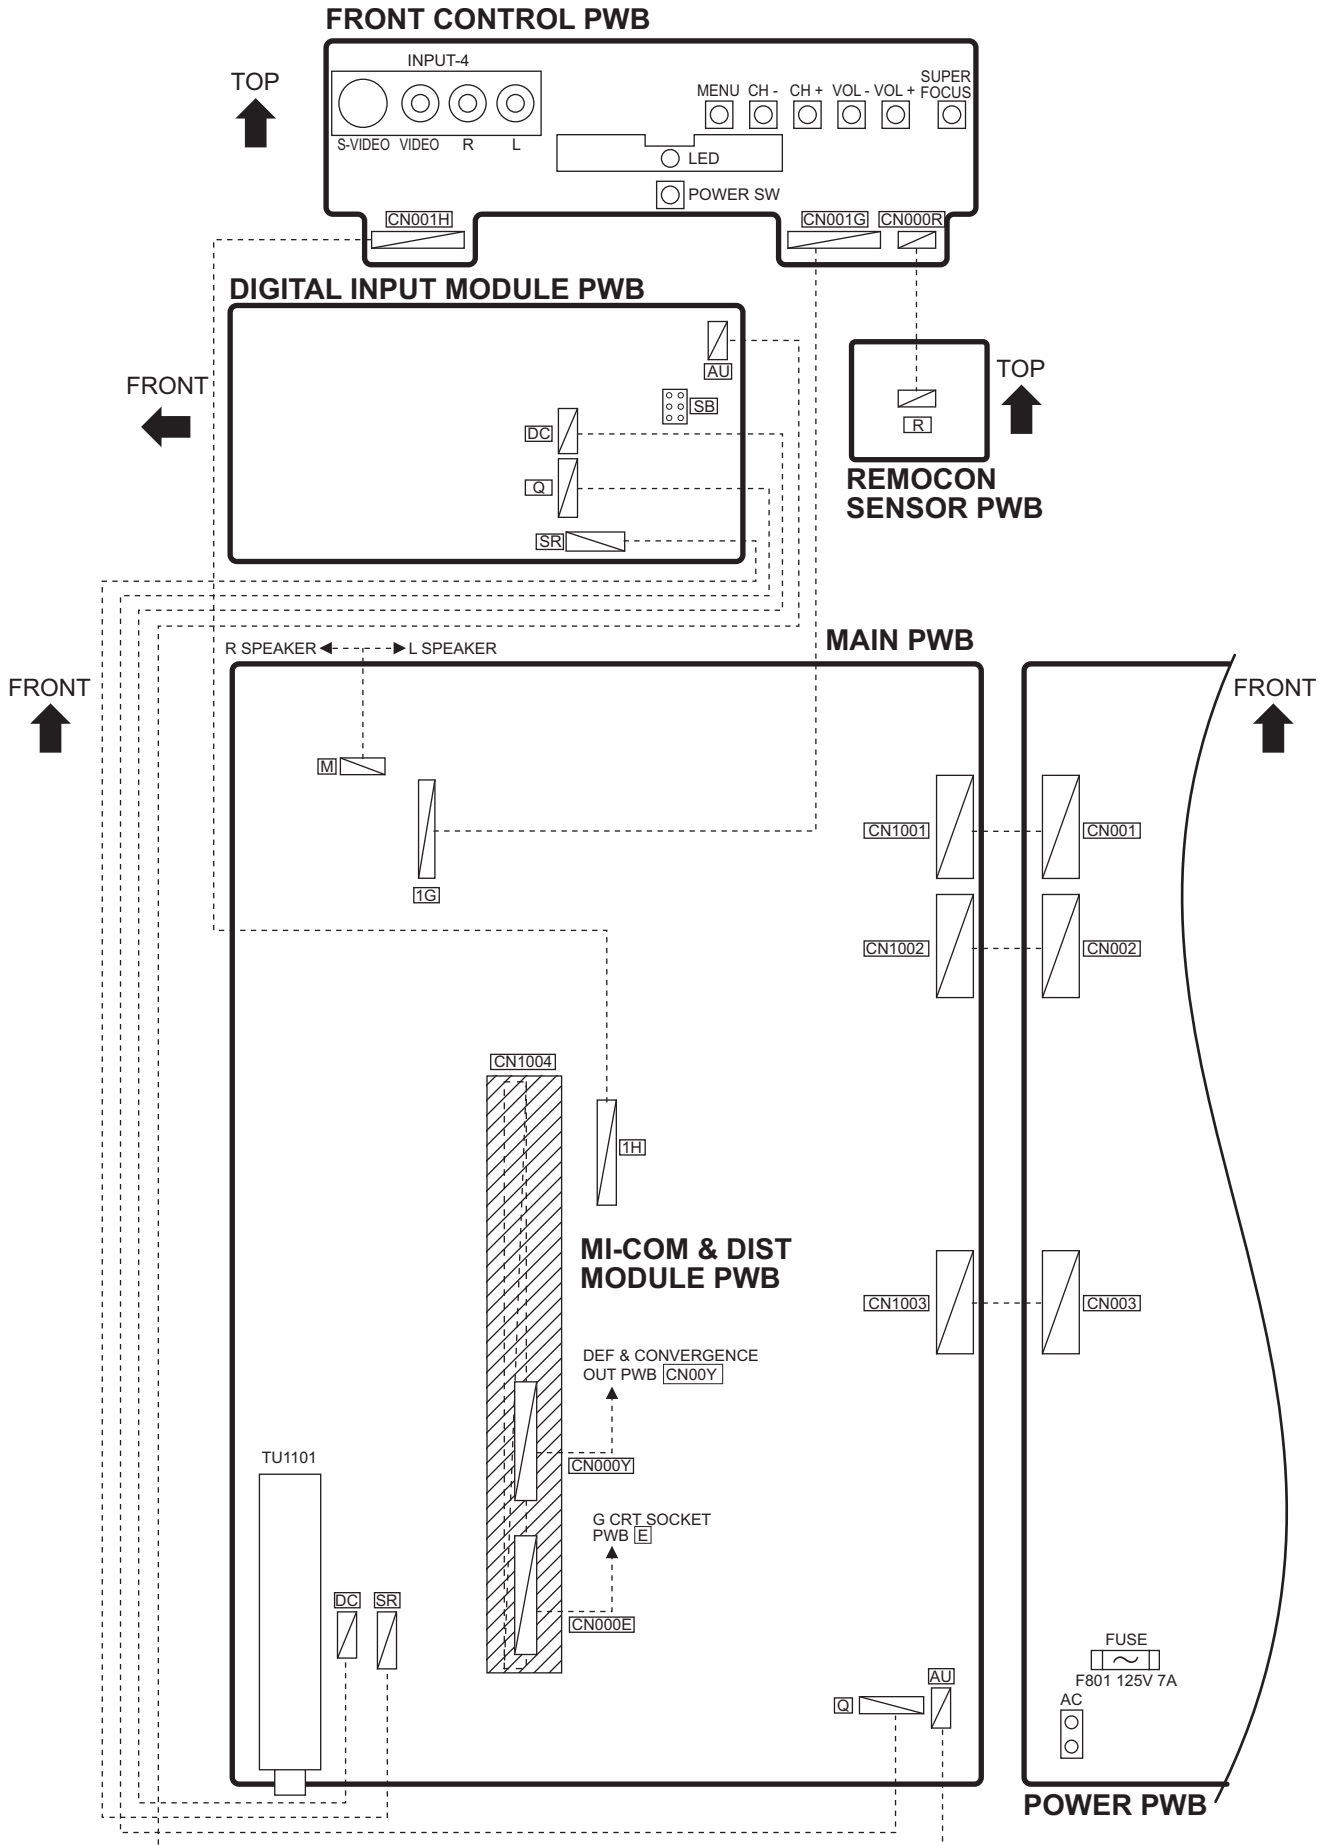 FRONT CONTROL PWB
INPUT-4
TOP
MENU CH - CH + VOL - VOL + SUPER
FOCUS
S-VIDEO VIDEO R L
LED
POWER SW
CN001H
CN001G CN000R
DIGITAL INPUT MODULE PWB
AU
FRONT
TOP
SB
DC
R
Q
REMOCON
SENSOR PWB
SR
R SPEAKER L SPEAKER
MAIN PWB
FRONT
FRONT
M
CN1001
CN001
1G
CN1002
CN002
CN1004
1H
MI-COM & DIST
MODULE PWB
CN1003
CN003
DEF & CONVERGENCE
OUT PWB CN00Y
TU1101
CN000Y
G CRT SOCKET
PWB E
DC SR
CN000E
FUSE
F801 125V 7A
AU
Q
AC
POWER PWB